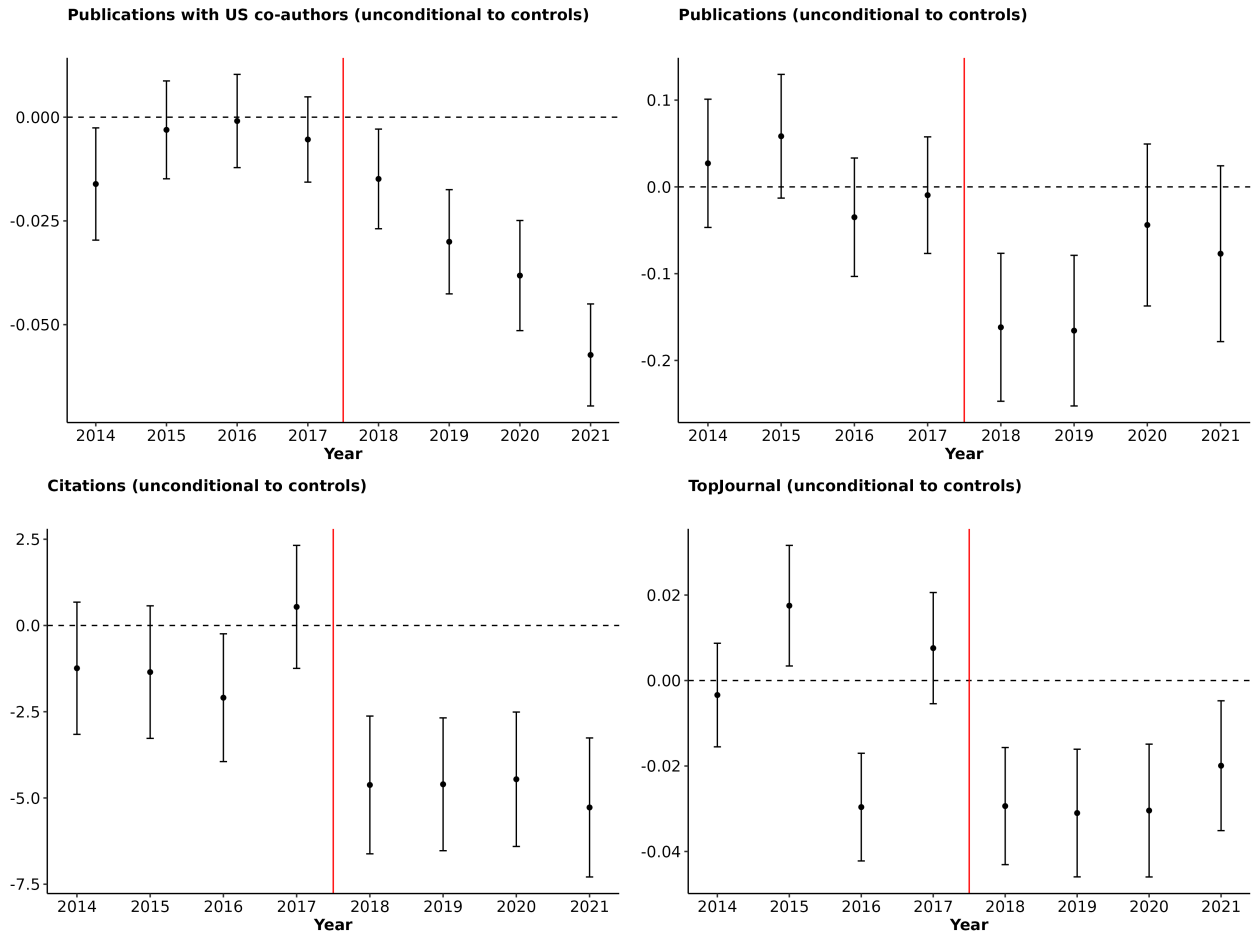 Publications with US co-authors (unconditional to controls)
0.000
-0.025
-0.050
2014 2015 2016 2017 2018 2019 2020 2021
Year
Publications (unconditional to controls)
0.1
0.0
-0.1
-0.2
2014 2015 2016 2017 2018 2019 2020 2021
Year
Citations (unconditional to controls)
2.5
0.0
-2.5
-5.0
-7.5
2014 2015 2016 2017 2018 2019 2020 2021
Year
TopJournal (unconditional to controls)
0.02
0.00
-0.02
-0.04
2014 2015 2016 2017 2018 2019 2020 2021
Year